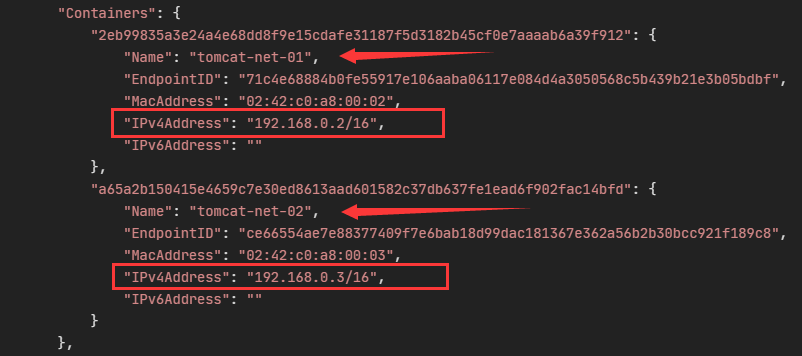 "Containers": {
"2eb99835a3e24a4e68dd8f9e15cdafe31187f5d3182b45cf0e7aaaab6a39f912": {
"Name": "tomcat-net-01",
"EndpointID": "71c4e68884b0fe55917e106aaba06117e084d4a3050568c5b439b21e3b05bdbf",
"MacAddress": "02:42:c0:a8:00:02",
"IPv4Address": "192.168.0.2/16",
"IPv6Address": ""
},
"a65a2b150415e4659c7e30ed8613aad601582c37db637fe1ead6f902fac14bfd": {
"Name": "tomcat-net-02",
"EndpointID": "ce66554ae7e88377409f7e6bab18d99dac181367e362a56b2b30bcc921f189c8",
"MacAddress": "02:42:c0:a8:00:03",
"IPv4Address": "192.168.0.3/16",
"IPv6Address": ""
}
},